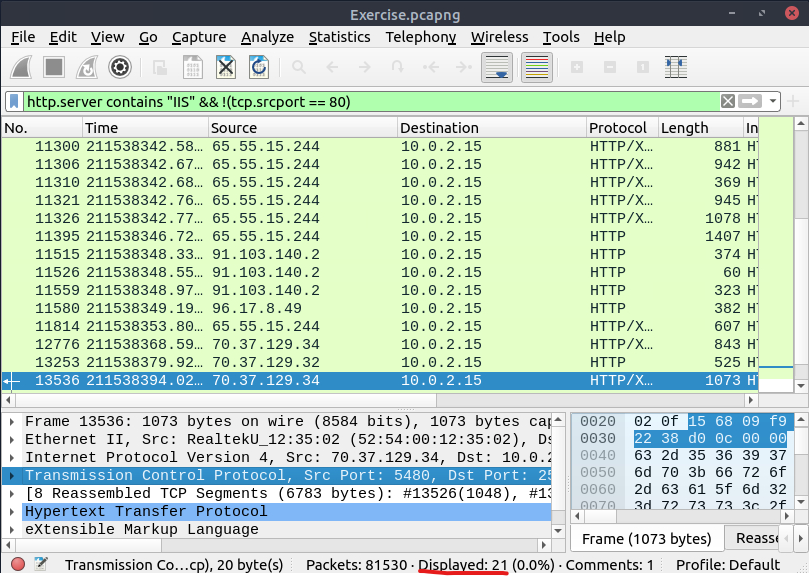 Exercise.pcapng
File Edit View Go Capture Analyze Statistics Telephony Wireless Tools Help
http.server contains "IIS" && !(tcp.srcport == 80)
No. Time Source Destination Protocol Length In
11300 211538342.58… 65.55.15.244 10.0.2.15 HTTP/X… 881 HT
11306 211538342.67… 65.55.15.244 10.0.2.15 HTTP/X… 942 HT
11310 211538342.68… 65.55.15.244 10.0.2.15 HTTP/X… 369 HT
11321 211538342.76… 65.55.15.244 10.0.2.15 HTTP/X… 945 HT
11326 211538342.77… 65.55.15.244 10.0.2.15 HTTP/X… 1078 HT
11395 211538346.72… 65.55.15.244 10.0.2.15 HTTP 1407 HT
11515 211538348.33… 91.103.140.2 10.0.2.15 HTTP 374 HT
11526 211538348.55… 91.103.140.2 10.0.2.15 HTTP 60 HT
11559 211538348.97… 91.103.140.2 10.0.2.15 HTTP 323 HT
11580 211538349.19… 96.17.8.49 10.0.2.15 HTTP 382 HT
11814 211538353.80… 65.55.15.244 10.0.2.15 HTTP/X… 607 HT
12776 211538368.59… 70.37.129.34 10.0.2.15 HTTP/X… 843 HT
13253 211538379.92… 70.37.129.32 10.0.2.15 HTTP 525 HT
13536 211538394.02… 70.37.129.34 10.0.2.15 HTTP/X… 1073 HT
Frame 13536: 1073 bytes on wire (8584 bits), 1073 bytes cap
Ethernet II, Src: RealtekU_12:35:02 (52:54:00:12:35:02), Ds
Internet Protocol Version 4, Src: 70.37.129.34, Dst: 10.0.2
Transmission Control Protocol, Src Port: 5480, Dst Port: 25
[8 Reassembled TCP Segments (6783 bytes): #13526(1048), #13
Hypertext Transfer Protocol
eXtensible Markup Language
0020 02 0f 15 68 09 f9
0030 22 38 d0 0c 00 00
0040 63 2d 35 36 39 37
0050 6d 70 3b 66 72 6f
0060 2d 63 61 5f 6d 32
0070 3d 72 73 73 3c 2f
Frame (1073 bytes) Reasse
Transmission Co…cp), 20 byte(s) Packets: 81530 · Displayed: 21 (0.0%) · Comments: 1 Profile: Default